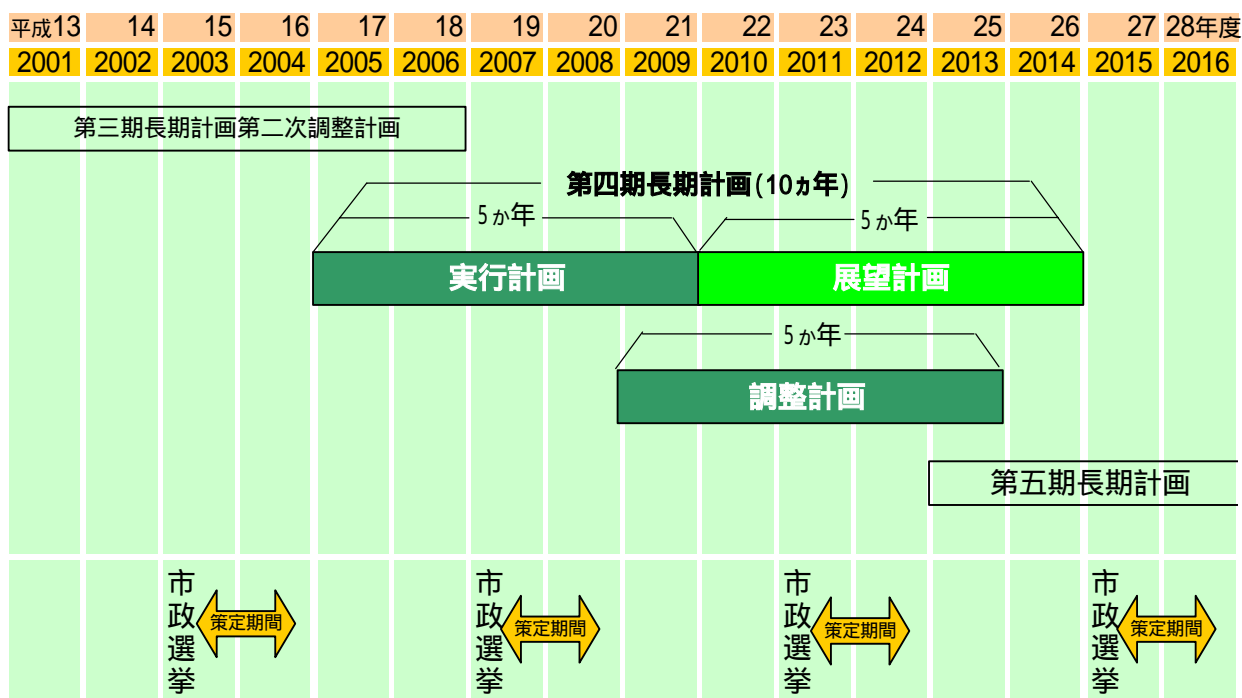 平成13 14 15 16 17 18 19 20 21 22 23 24 25 26 27 28年度
2001 2002 2003 2004 2005 2006 2007 2008 2009 2010 2011 2012 2013 2014 2015 2016
第三期長期計画第二次調整計画
第四期長期計画(10ヵ年)
5か年 5か年
実行計画 展望計画
5か年
調整計画
第五期長期計画
市政選挙 策定期間 市政選挙 策定期間 市政選挙 策定期間 市政選挙 策定期間